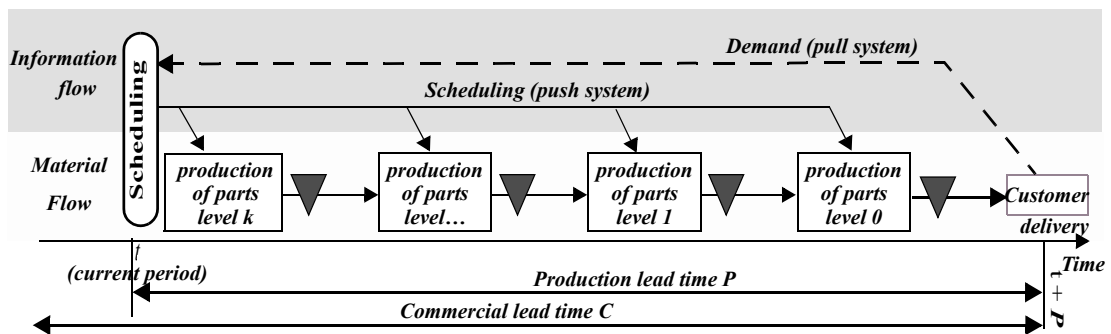 Information
flow
Scheduling
Demand (pull system)
Scheduling (push system)
Material
Flow
production
of parts
level k
production
of parts
level…
production
of parts
level 1
production
of parts
level 0
Customer
delivery
t
(current period)
Time
Production lead time P
t + P
Commercial lead time C